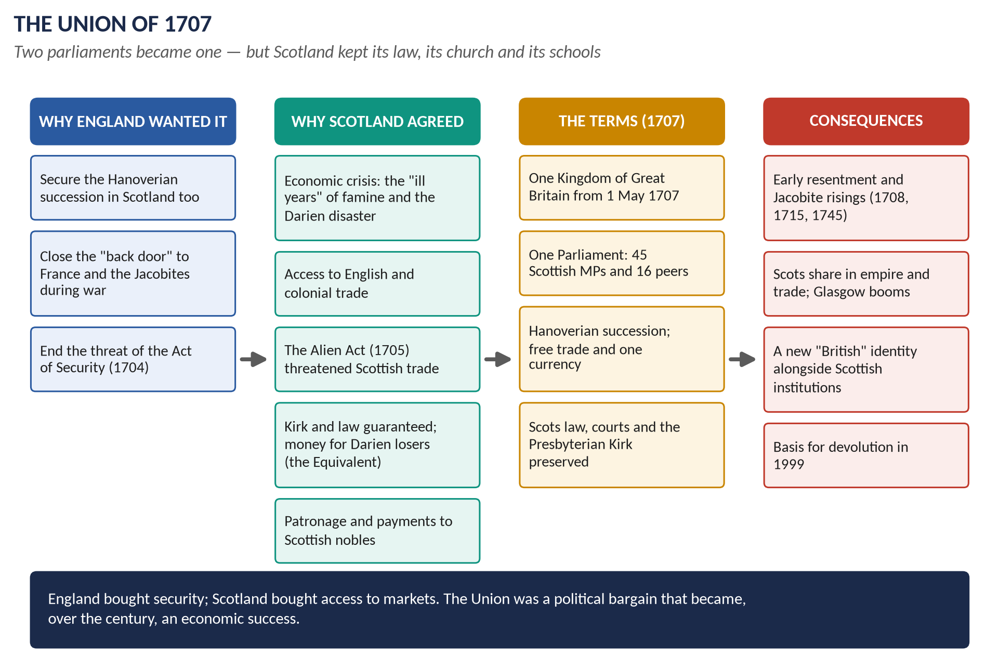 THE UNION OF 1707
Two parliaments became one — but Scotland kept its law, its church and its schools
WHY ENGLAND WANTED IT
Secure the Hanoverian
succession in Scotland too
Close the "back door" to
France and the Jacobites
during war
End the threat of the Act
of Security (1704)
WHY SCOTLAND AGREED
Economic crisis: the "ill
years" of famine and the
Darien disaster
Access to English and
colonial trade
The Alien Act (1705)
threatened Scottish trade
Kirk and law guaranteed;
money for Darien losers
(the Equivalent)
Patronage and payments to
Scottish nobles
THE TERMS (1707)
One Kingdom of Great
Britain from 1 May 1707
One Parliament: 45
Scottish MPs and 16 peers
Hanoverian succession;
free trade and one
currency
Scots law, courts and the
Presbyterian Kirk
preserved
CONSEQUENCES
Early resentment and
Jacobite risings (1708,
1715, 1745)
Scots share in empire and
trade; Glasgow booms
A new "British" identity
alongside Scottish
institutions
Basis for devolution in
1999
England bought security; Scotland bought access to markets. The Union was a political bargain that became,
over the century, an economic success.